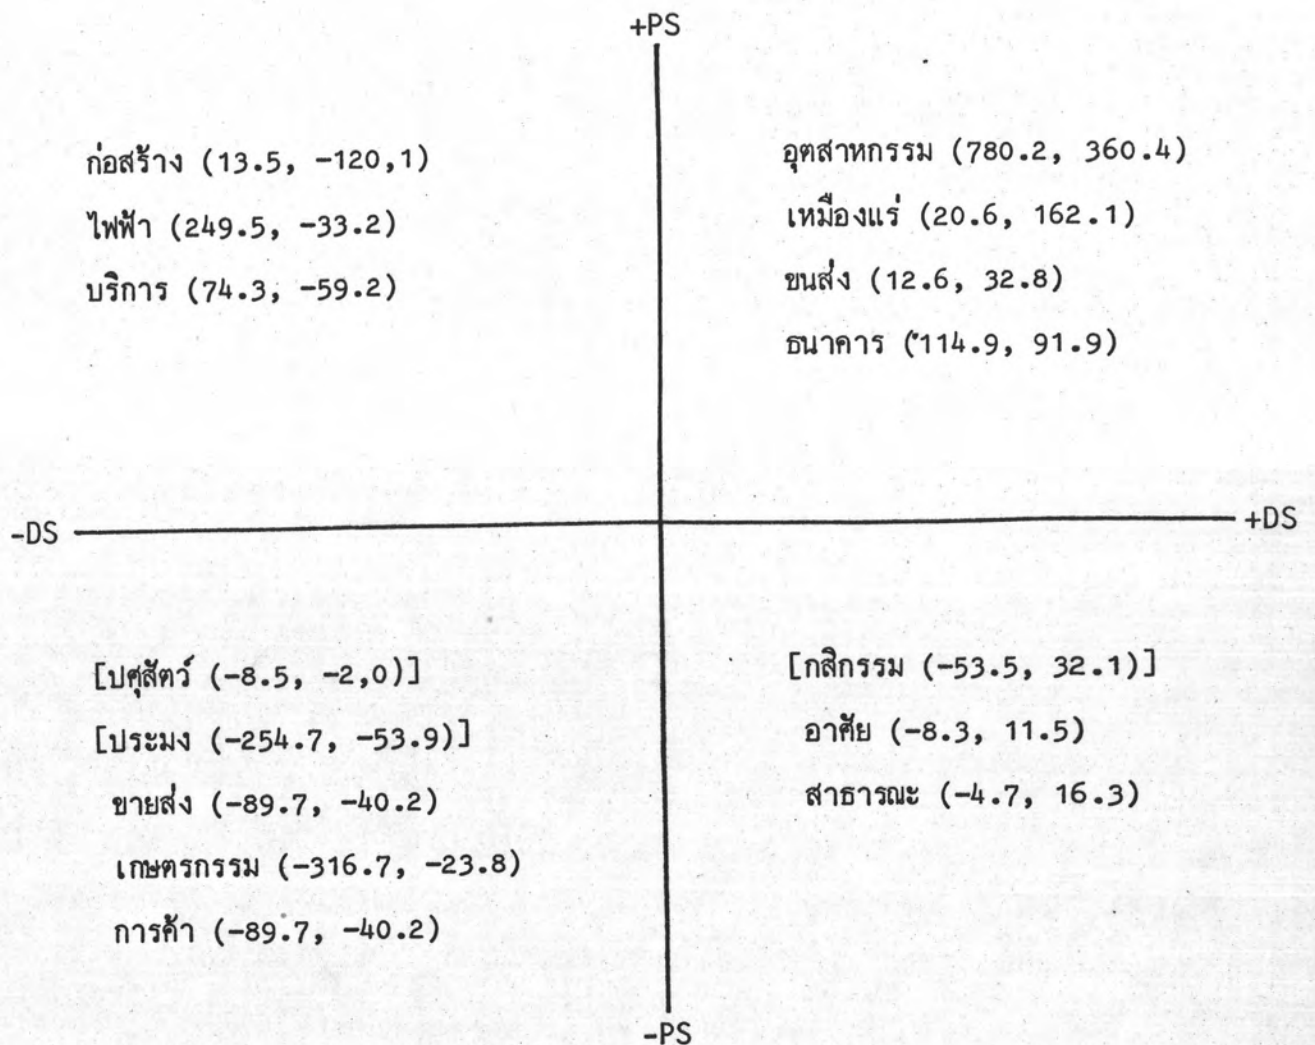 +PS
ก่อสร้าง (13.5, -120,1)
ไฟฟ้า (249.5, -33.2)
บริการ (74.3, -59.2)
อุตสาหกรรม (780.2, 360.4)
เหมืองแร่ (20.6, 162.1)
ขนส่ง (12.6, 32.8)
ธนาคาร (114.9, 91.9)
-DS
+DS
[ปศุสัตว์ (-8.5, -2,0)]
[ประมง (-254.7, -53.9)]
ขายส่ง (-89.7, -40.2)
เกษตรกรรม (-316.7, -23.8)
การค้า (-89.7, -40.2)
[กสิกรรม (-53.5, 32.1)]
อาศัย (-8.3, 11.5)
สาธารณะ (-4.7, 16.3)
-PS